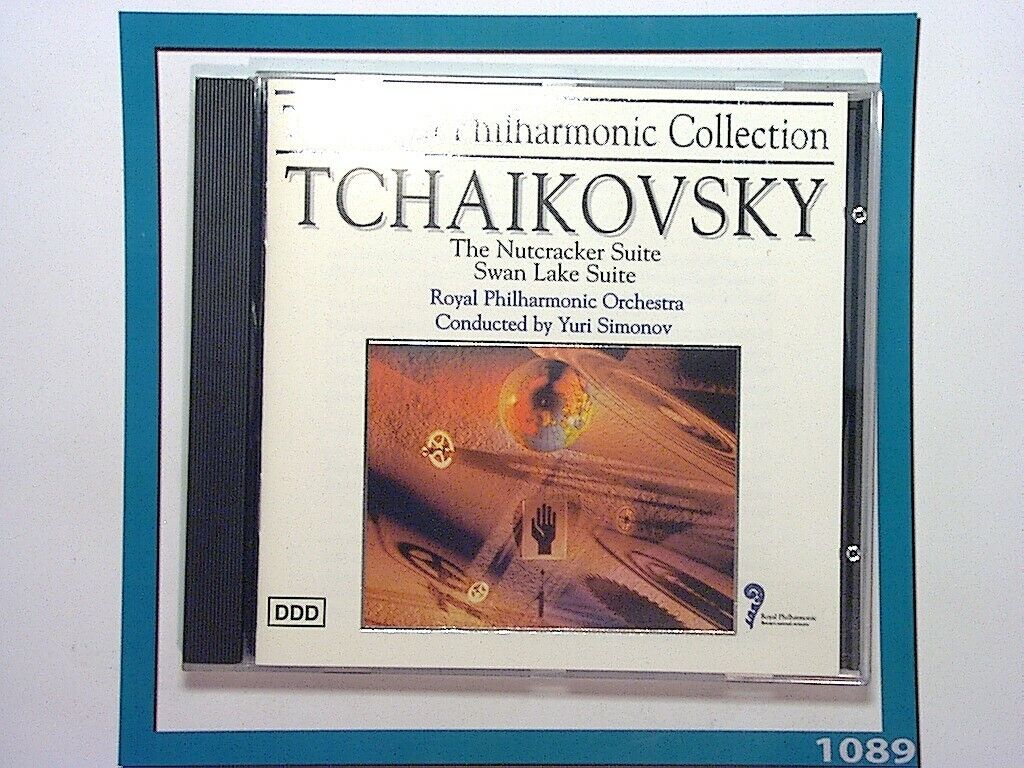 Philharmonic Collection
TCHAIKOVSKY
The Nutcracker Suite
Swan Lake Suite
Royal Philharmonic Orchestra
Conducted by Yuri Simonov
DDD
Royal Philharmonic
1089